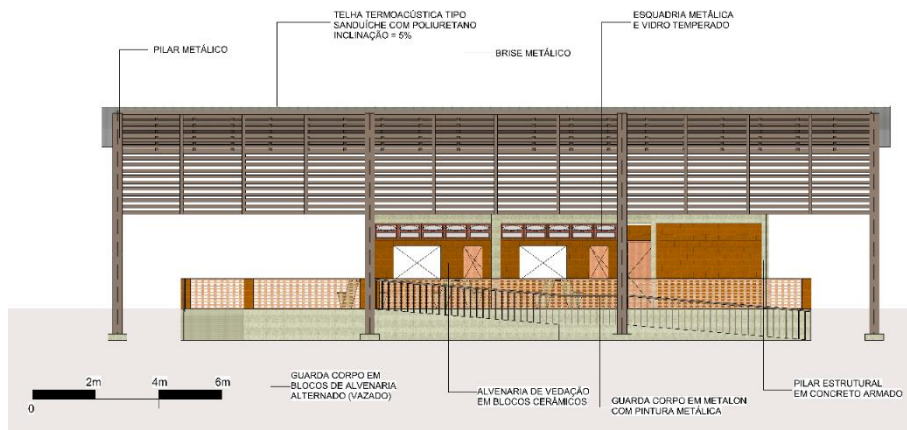 TELHA TERMOACÚSTICA TIPO
SANDUÍCHE COM POLIURETANO
INCLINAÇÃO = 5%
ESQUADRIA METÁLICA
E VIDRO TEMPERADO
PILAR METÁLICO
BRISE METÁLICO
2m
4m
6m
0
GUARDA CORPO EM
BLOCOS DE ALVENARIA
ALTERNADO (VAZADO)
ALVENARIA DE VEDAÇÃO
EM BLOCOS CERÂMICOS
GUARDA CORPO EM METALON
COM PINTURA METÁLICA
PILAR ESTRUTURAL
EM CONCRETO ARMADO